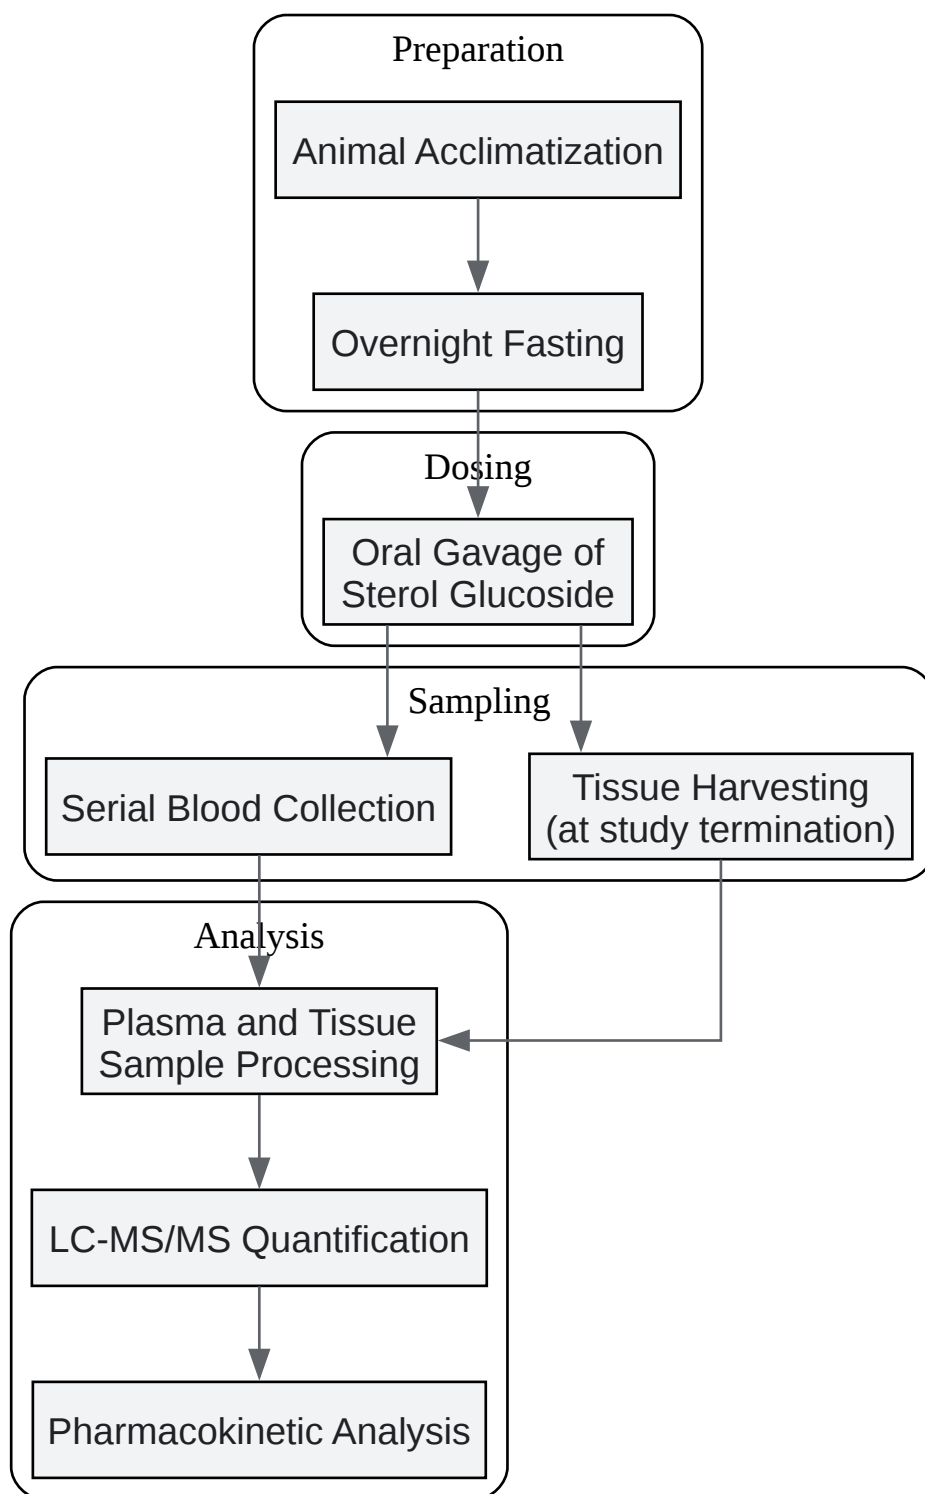 Preparation
Animal Acclimatization
Overnight Fasting
Dosing
Oral Gavage of
Sterol Glucoside
Sampling
Serial Blood Collection
Tissue Harvesting
(at study termination)
Analysis
Plasma and Tissue
Sample Processing
LC-MS/MS Quantification
Pharmacokinetic Analysis